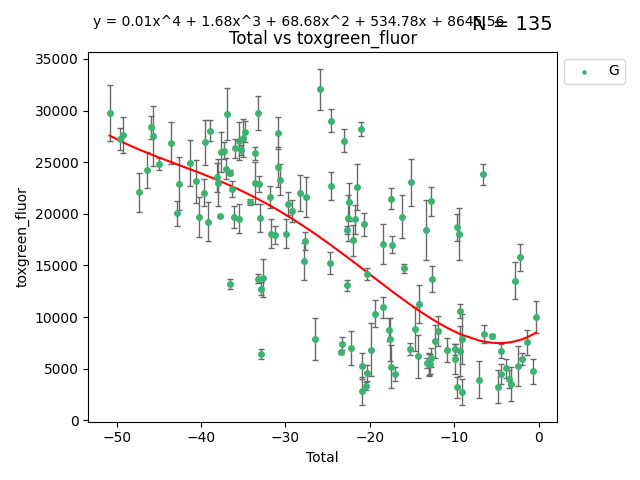 y = 0.01x^4 + 1.68x^3 + 68.68x^2 + 534.78x + 8645.56
N = 135
Total vs toxgreen_fluor
G
35000
30000
25000
20000
15000
10000
5000
0
toxgreen_fluor
−50 −40 −30 −20 −10 0
Total